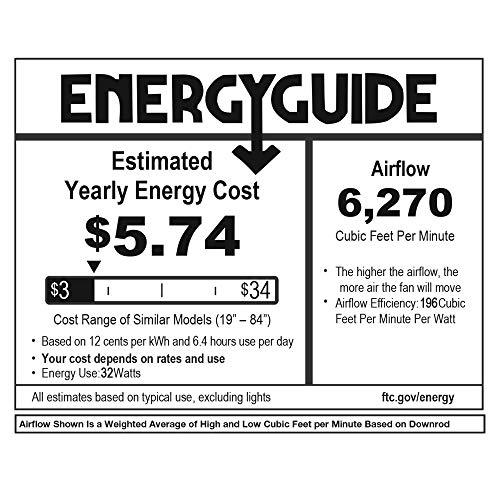 ENERGYGUIDE
Estimated
Yearly Energy Cost
$5.74
$3 $34
Cost Range of Similar Models (19” – 84”)
• Based on 12 cents per kWh and 6.4 hours use per day
• Your cost depends on rates and use
• Energy Use:32Watts
Airflow
6,270
Cubic Feet Per Minute
• The higher the airflow, the
more air the fan will move
• Airflow Efficiency:196Cubic
Feet Per Minute Per Watt
All estimates based on typical use, excluding lights
ftc.gov/energy
Airflow Shown Is a Weighted Average of High and Low Cubic Feet per Minute Based on Downrod